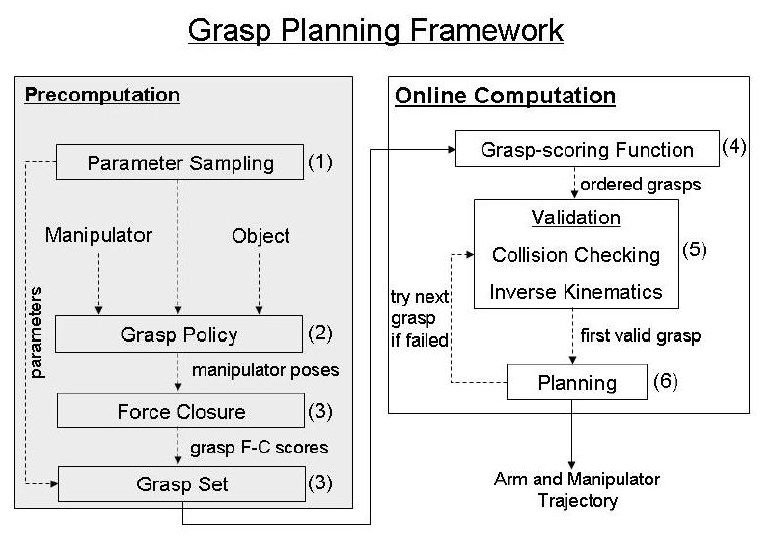 Grasp Planning Framework
Precomputation
Parameter Sampling (1)
Manipulator
Object
parameters
Grasp Policy (2)
manipulator poses
Force Closure (3)
grasp F-C scores
Grasp Set (3)
Online Computation
Grasp-scoring Function (4)
ordered grasps
Validation
Collision Checking (5)
Inverse Kinematics
try next
grasp
if failed
first valid grasp
Planning (6)
Arm and Manipulator
Trajectory